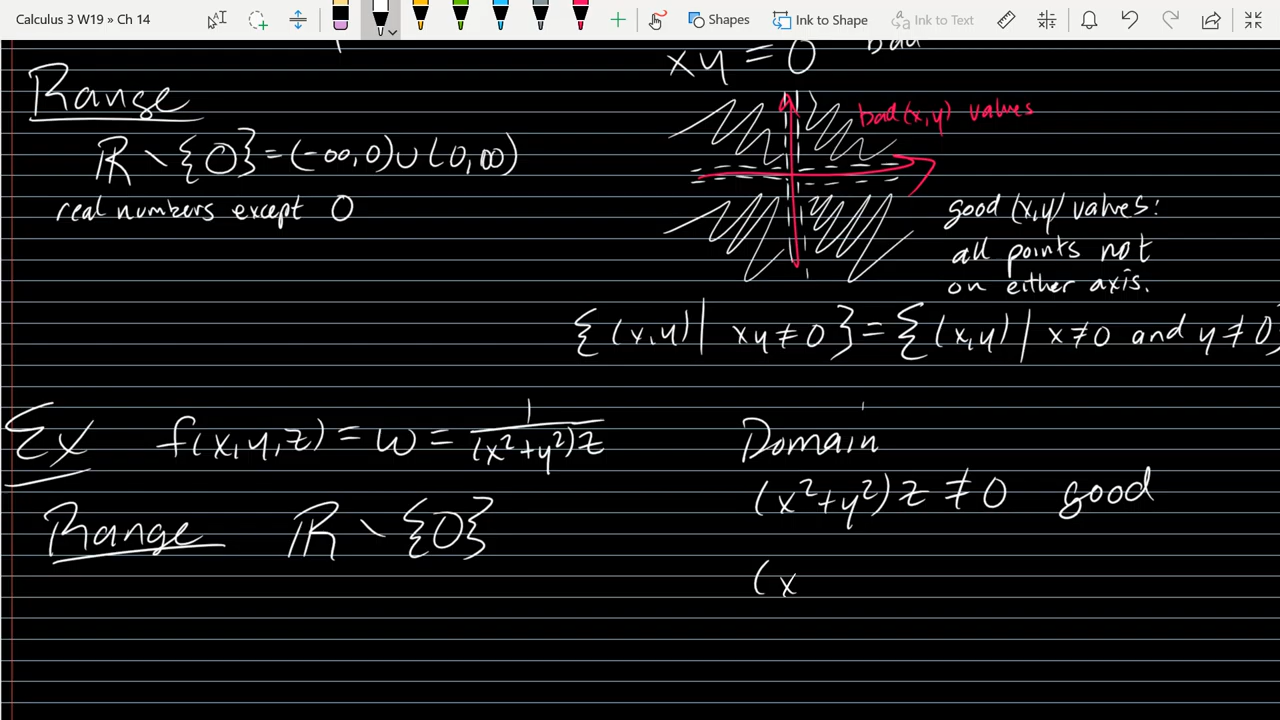 Calculus 3 W19 » Ch 14
Shapes
Ink to Shape
Ink to Text
xy = 0 bad
Range
ℝ \ {0} = (-∞, 0) ∪ (0, ∞)
real numbers except 0
bad (x,y) values
good (x,y) values:
all points not
on either axis.
{(x,y) | xy ≠ 0} = {(x,y) | x ≠ 0 and y ≠ 0}
Ex f(x,y,z) = w = 1/((x²+y²)z)
Range ℝ \ {0}
Domain
(x²+y²)z ≠ 0 good
(x